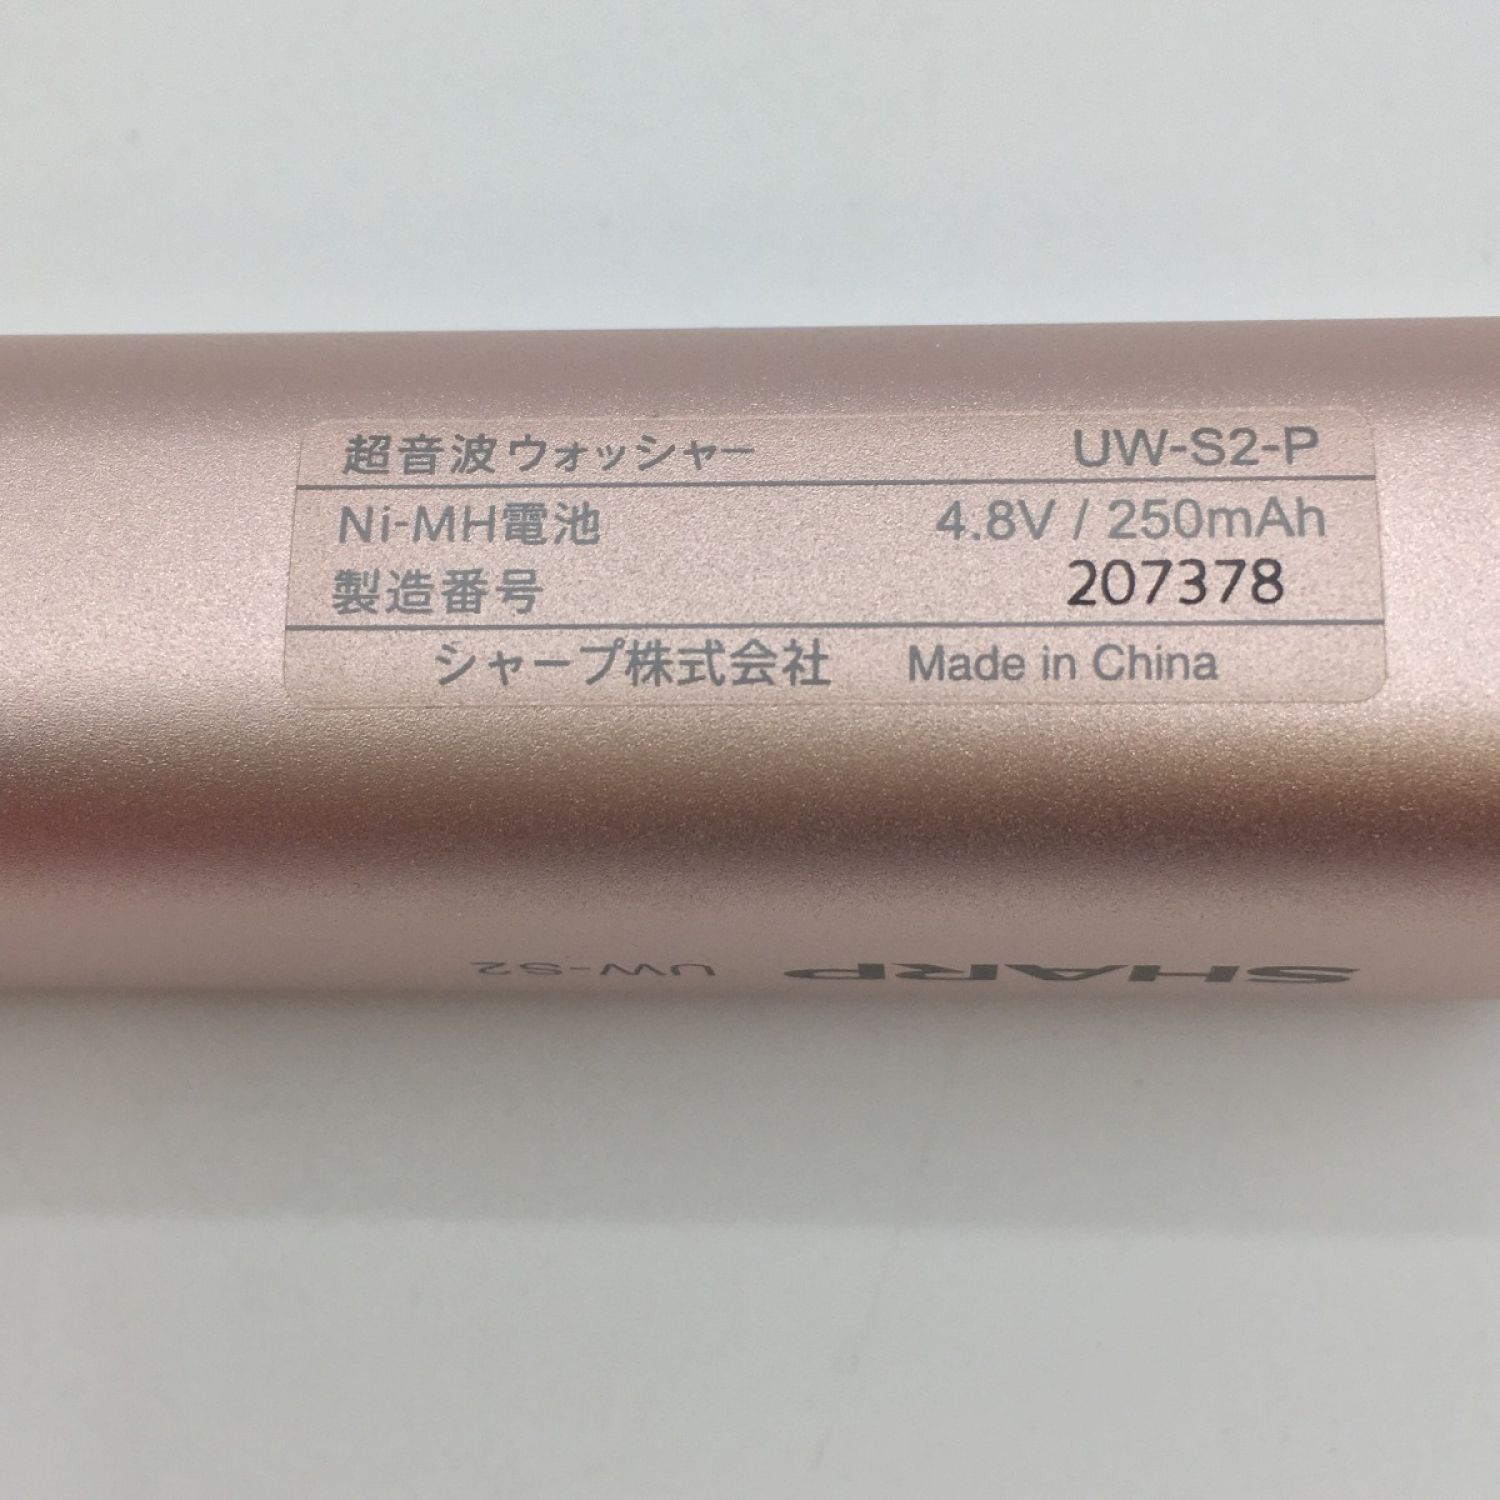 超音波ウォッシャー UW-S2-P
Ni-MH電池 4.8V / 250mAh
製造番号 207378
シャープ株式会社 Made in China
SHARP UW-S2